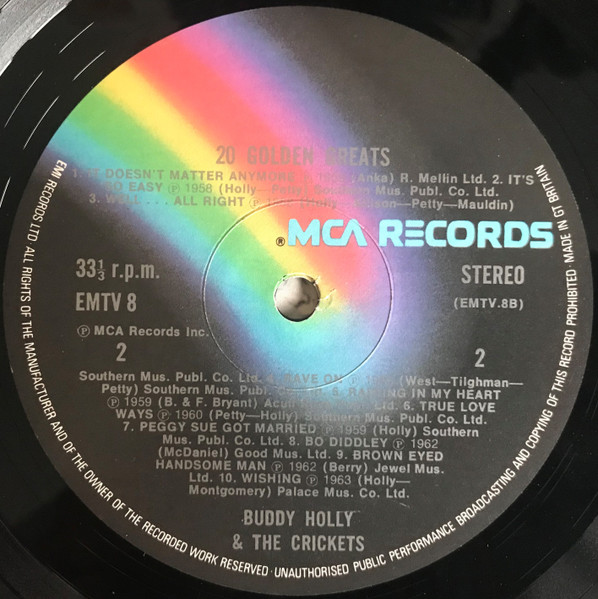 20 GOLDEN GREATS
1. IT DOESN'T MATTER ANYMORE ℗ (Anka) R. Mellin Ltd. 2. IT'S
SO EASY ℗ 1958 (Holly—Petty) Southern Mus. Publ. Co. Ltd.
3. WELL . . . ALL RIGHT ℗ —Petty—Mauldin)
® MCA RECORDS
33⅓ r.p.m.
STEREO
EMTV 8
(EMTV.8B)
℗ MCA Records Inc.
2
2
Southern Mus. Publ. Co. Ltd. RAVE ON ℗ (West—Tilghman—
Petty) Southern Mus. Publ. 5. RAINING IN MY HEART
℗ 1959 (B. & F. Bryant) Ltd. 6. TRUE LOVE
WAYS ℗ 1960 (Petty—Holly) Southern Mus. Publ. Co. Ltd.
7. PEGGY SUE GOT MARRIED ℗ 1959 (Holly) Southern
Mus. Publ. Co. Ltd. 8. BO DIDDLEY ℗ 1962
(McDaniel) Good Mus. Ltd. 9. BROWN EYED
HANDSOME MAN ℗ 1962 (Berry) Jewel Mus.
Ltd. 10. WISHING ℗ 1963 (Holly—
Montgomery) Palace Mus. Co. Ltd.
BUDDY HOLLY
& THE CRICKETS
EMI RECORDS LTD. ALL RIGHTS OF THE MANUFACTURER AND OF THE OWNER OF THE RECORDED WORK RESERVED · UNAUTHORISED PUBLIC PERFORMANCE BROADCASTING AND COPYING OF THIS RECORD PROHIBITED · MADE IN GT BRITAIN